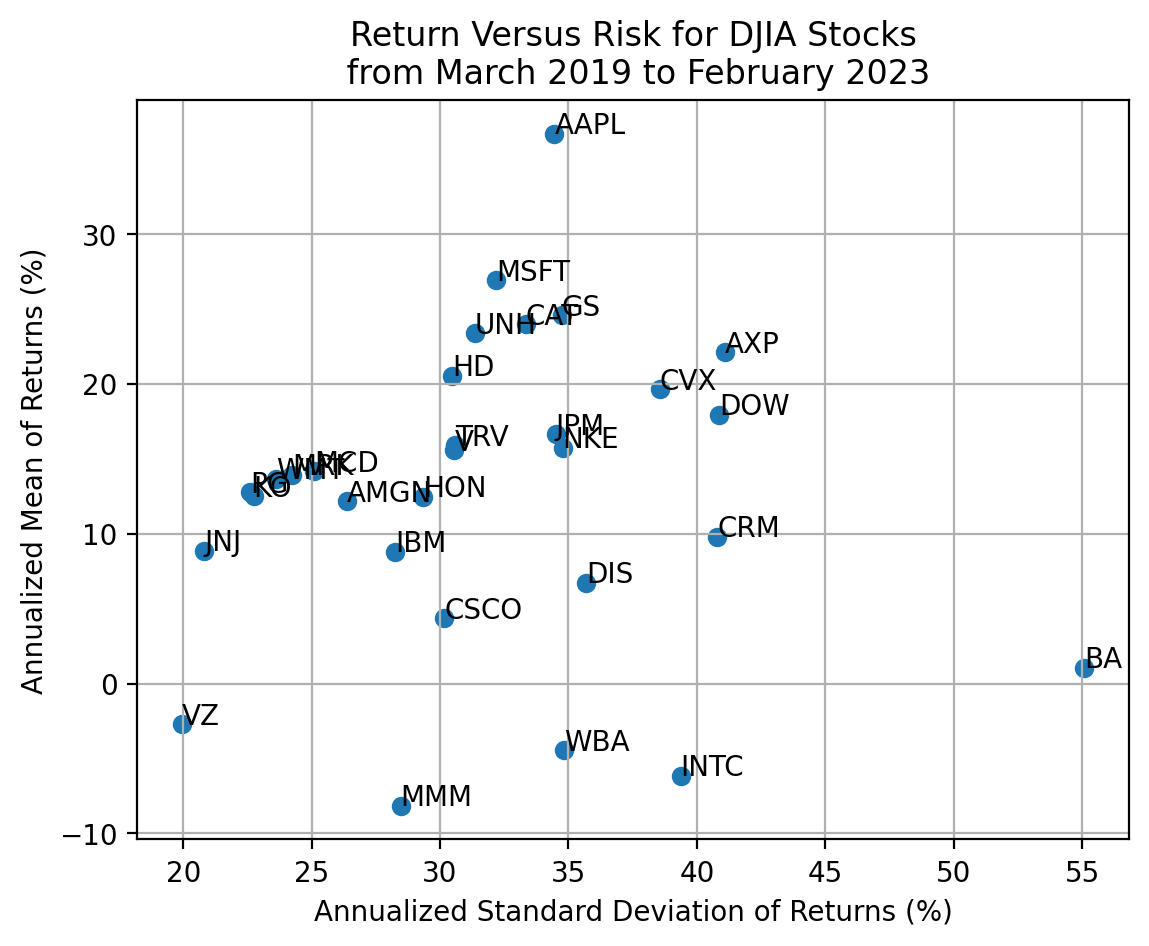 Return Versus Risk for DJIA Stocks
from March 2019 to February 2023
Annualized Mean of Returns (%)
30
20
10
0
−10
AAPL
MSFT
GS
CAT
UNH
AXP
HD
CVX
DOW
JPM
NKE
TRV
V
MCD
MRK
WMT
PG
KO
AMGN
HON
CRM
JNJ
IBM
DIS
CSCO
BA
VZ
WBA
INTC
MMM
20 25 30 35 40 45 50 55
Annualized Standard Deviation of Returns (%)